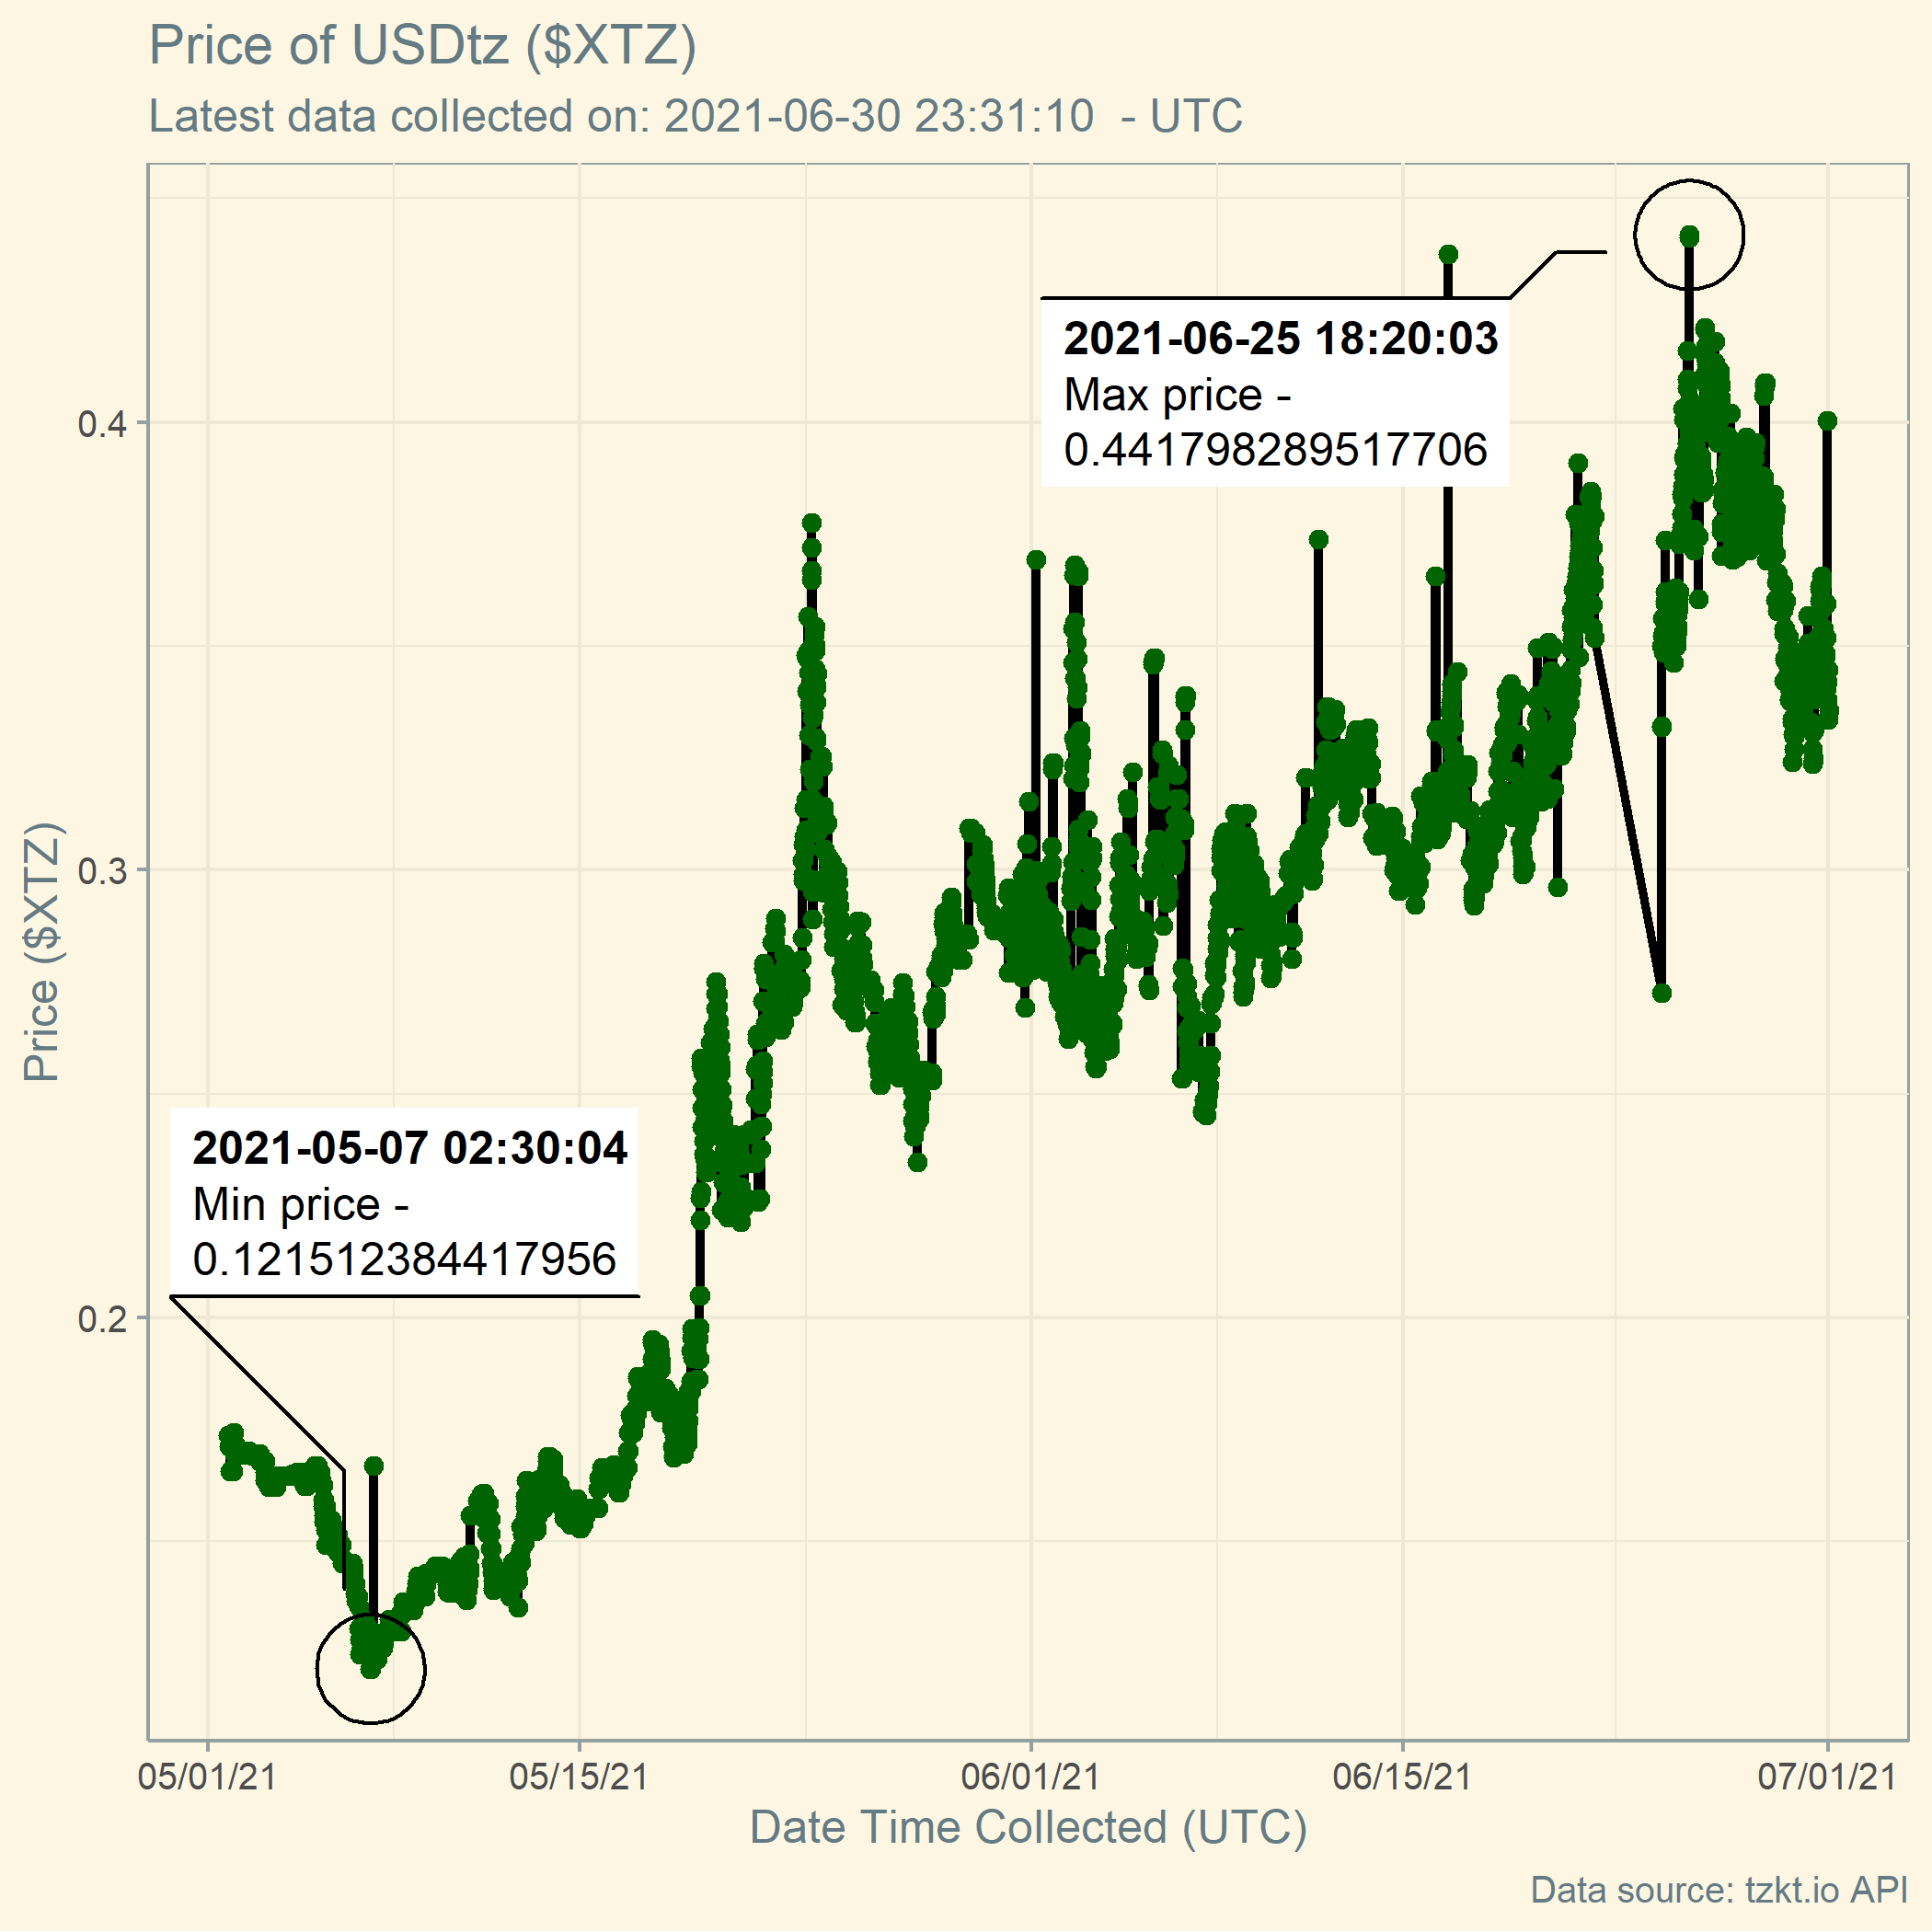 Price of USDtz ($XTZ)
Latest data collected on: 2021-06-30 23:31:10  - UTC
2021-06-25 18:20:03
Max price -
0.441798289517706
0.4
0.3
Price ($XTZ)
2021-05-07 02:30:04
Min price -
0.121512384417956
0.2
05/01/21
05/15/21
06/01/21
06/15/21
07/01/21
Date Time Collected (UTC)
Data source: tzkt.io API